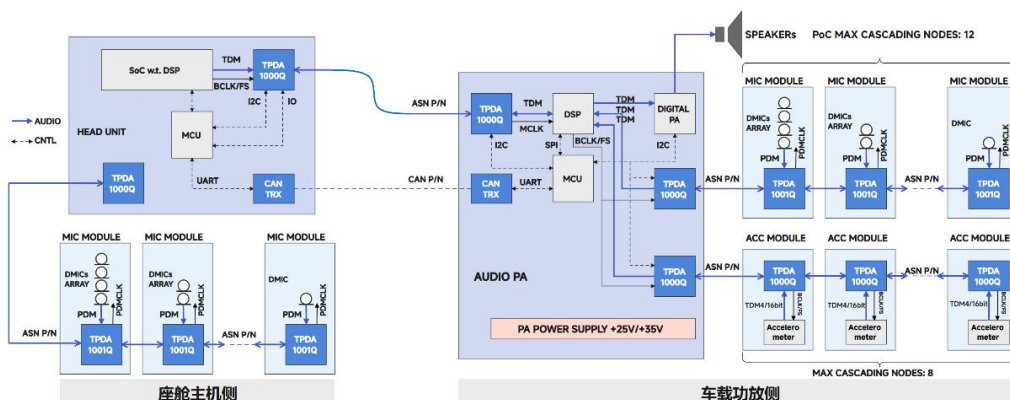 SPEAKERs
PoC MAX CASCADING NODES: 12
SoC w.t. DSP
TDM
TPDA
1000Q
BCLK/FS
I2C
IO
AUDIO
CNTL
HEAD UNIT
MCU
TPDA
1000Q
UART
CAN
TRX
MIC MODULE
DMICs
ARRAY
PDM
PDMCLK
TPDA
1001Q
MIC MODULE
DMICs
ARRAY
PDM
PDMCLK
TPDA
1001Q
MIC MODULE
DMIC
PDM
PDMCLK
TPDA
1001Q
ASN P/N
ASN P/N
座舱主机侧
ASN P/N
CAN P/N
TPDA
1000Q
TDM
MCLK
DSP
TDM
TDM
TDM
DIGITAL
PA
BCLK/FS
I2C
SPI
I2C
CAN
TRX
UART
MCU
TPDA
1000Q
AUDIO PA
TPDA
1000Q
PA POWER SUPPLY +25V/+35V
ASN P/N
MIC MODULE
DMICs
ARRAY
PDM
PDMCLK
TPDA
1001Q
MIC MODULE
DMICs
ARRAY
PDM
PDMCLK
TPDA
1001Q
ASN P/N
MIC MODULE
DMIC
PDM
PDMCLK
TPDA
1001Q
ASN P/N
ACC MODULE
TPDA
1000Q
TDM4/16bit
BCLK/FS
Accelero
meter
ACC MODULE
TPDA
1000Q
TDM4/16bit
BCLK/FS
Accelero
meter
ASN P/N
ACC MODULE
TPDA
1000Q
TDM4/16bit
BCLK/FS
Accelero
meter
MAX CASCADING NODES: 8
车载功放侧